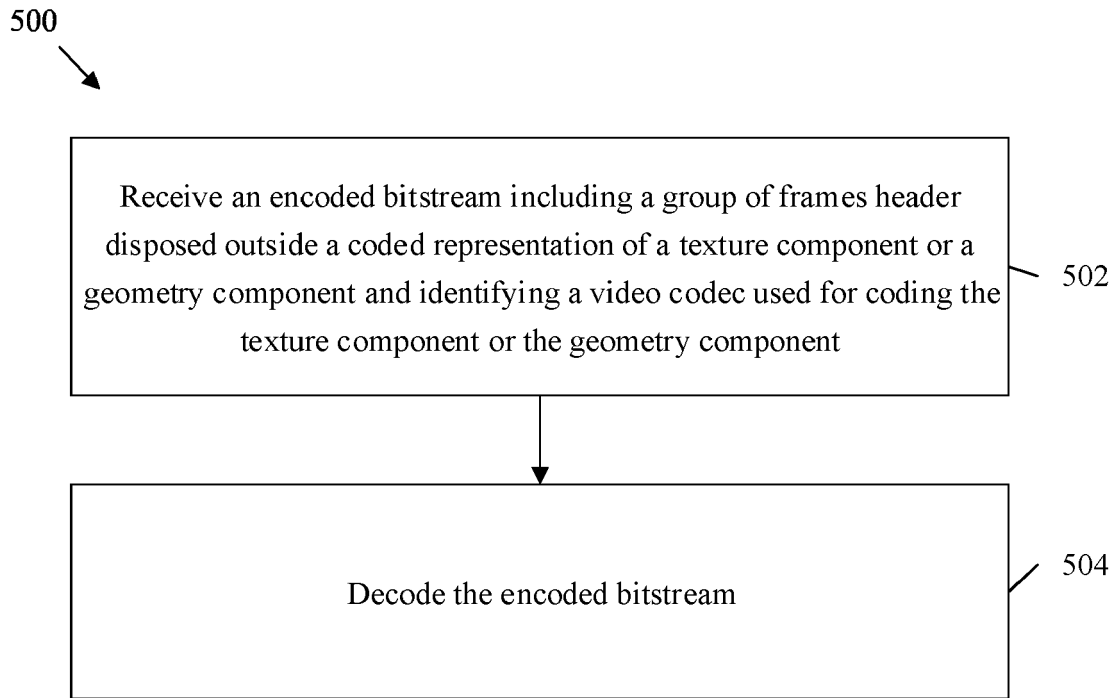 500
Receive an encoded bitstream including a group of frames header
disposed outside a coded representation of a texture component or a
geometry component and identifying a video codec used for coding the
texture component or the geometry component
502
Decode the encoded bitstream
504